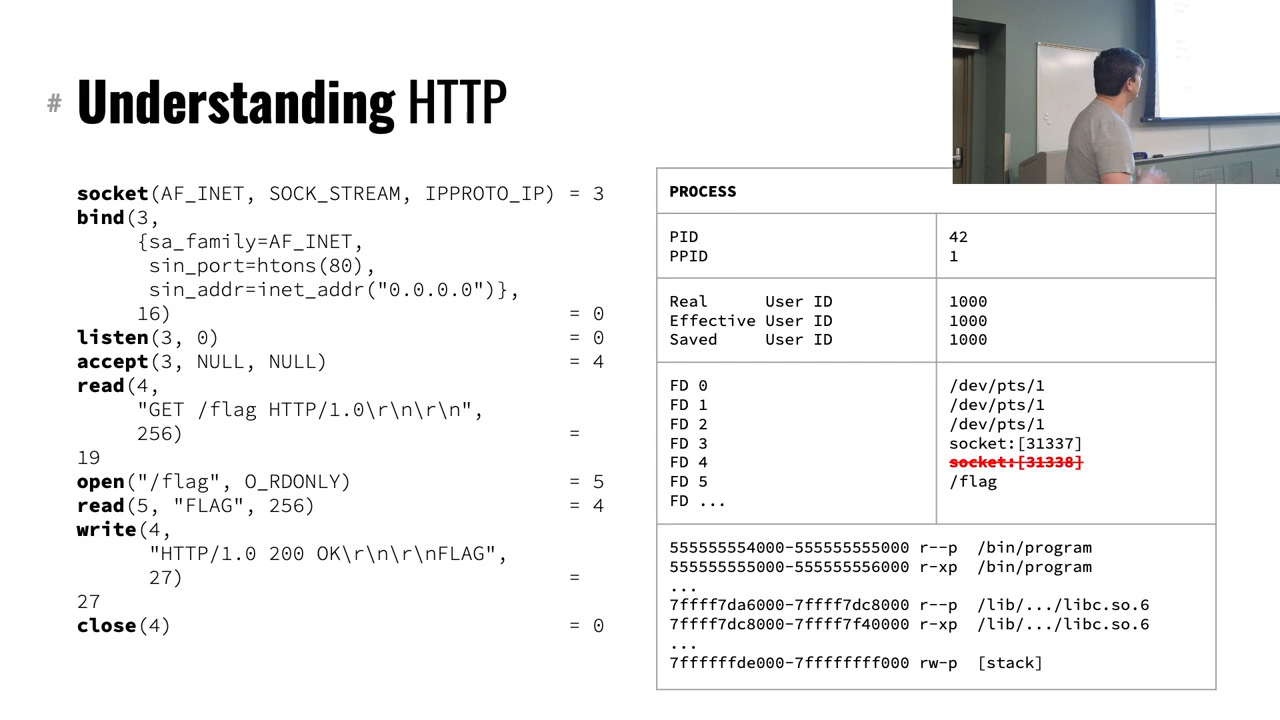 # Understanding HTTP
socket(AF_INET, SOCK_STREAM, IPPROTO_IP) = 3
bind(3,
{sa_family=AF_INET,
sin_port=htons(80),
sin_addr=inet_addr("0.0.0.0")},
16) = 0
listen(3, 0) = 0
accept(3, NULL, NULL) = 4
read(4,
"GET /flag HTTP/1.0\r\n\r\n",
256) =
19
open("/flag", O_RDONLY) = 5
read(5, "FLAG", 256) = 4
write(4,
"HTTP/1.0 200 OK\r\n\r\nFLAG",
27) =
27
close(4) = 0
PROCESS
PID 42
PPID 1
Real User ID 1000
Effective User ID 1000
Saved User ID 1000
FD 0 /dev/pts/1
FD 1 /dev/pts/1
FD 2 /dev/pts/1
FD 3 socket:[31337]
FD 4 socket:[31338]
FD 5 /flag
FD ...
555555554000-555555555000 r--p /bin/program
555555555000-555555556000 r-xp /bin/program
...
7ffff7da6000-7ffff7dc8000 r--p /lib/.../libc.so.6
7ffff7dc8000-7ffff7f40000 r-xp /lib/.../libc.so.6
...
7ffffffde000-7ffffffff000 rw-p [stack]